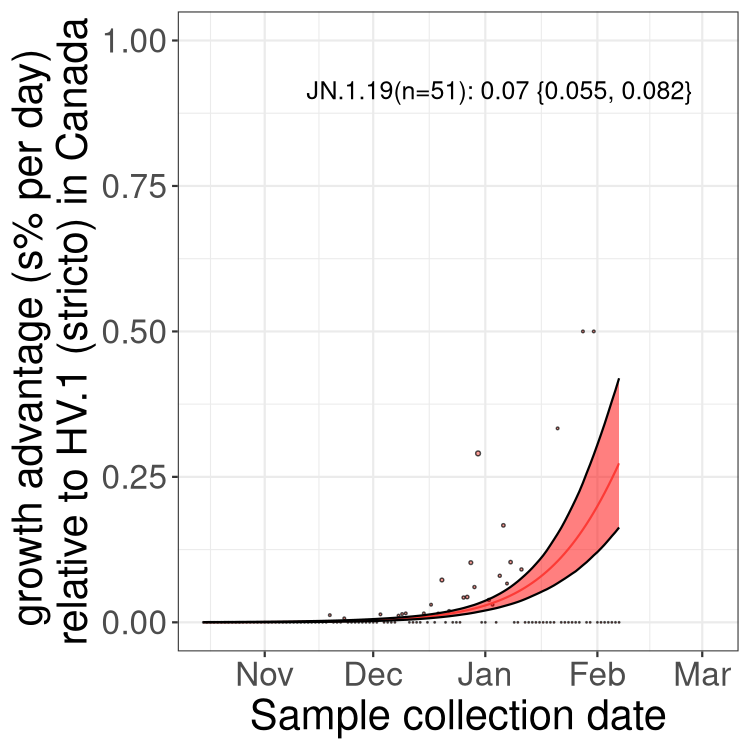 growth advantage (s% per day)
relative to HV.1 (stricto) in Canada
1.00
JN.1.19(n=51): 0.07 {0.055, 0.082}
0.75
0.50
0.25
0.00
Nov Dec Jan Feb Mar
Sample collection date